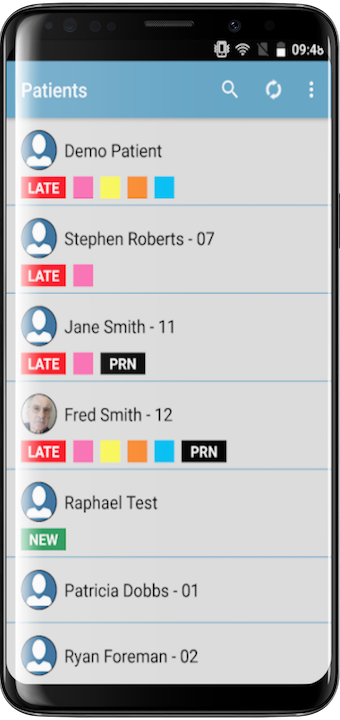 09:46
Patients
Demo Patient
LATE
Stephen Roberts - 07
LATE
Jane Smith - 11
LATE PRN
Fred Smith - 12
LATE PRN
Raphael Test
NEW
Patricia Dobbs - 01
Ryan Foreman - 02